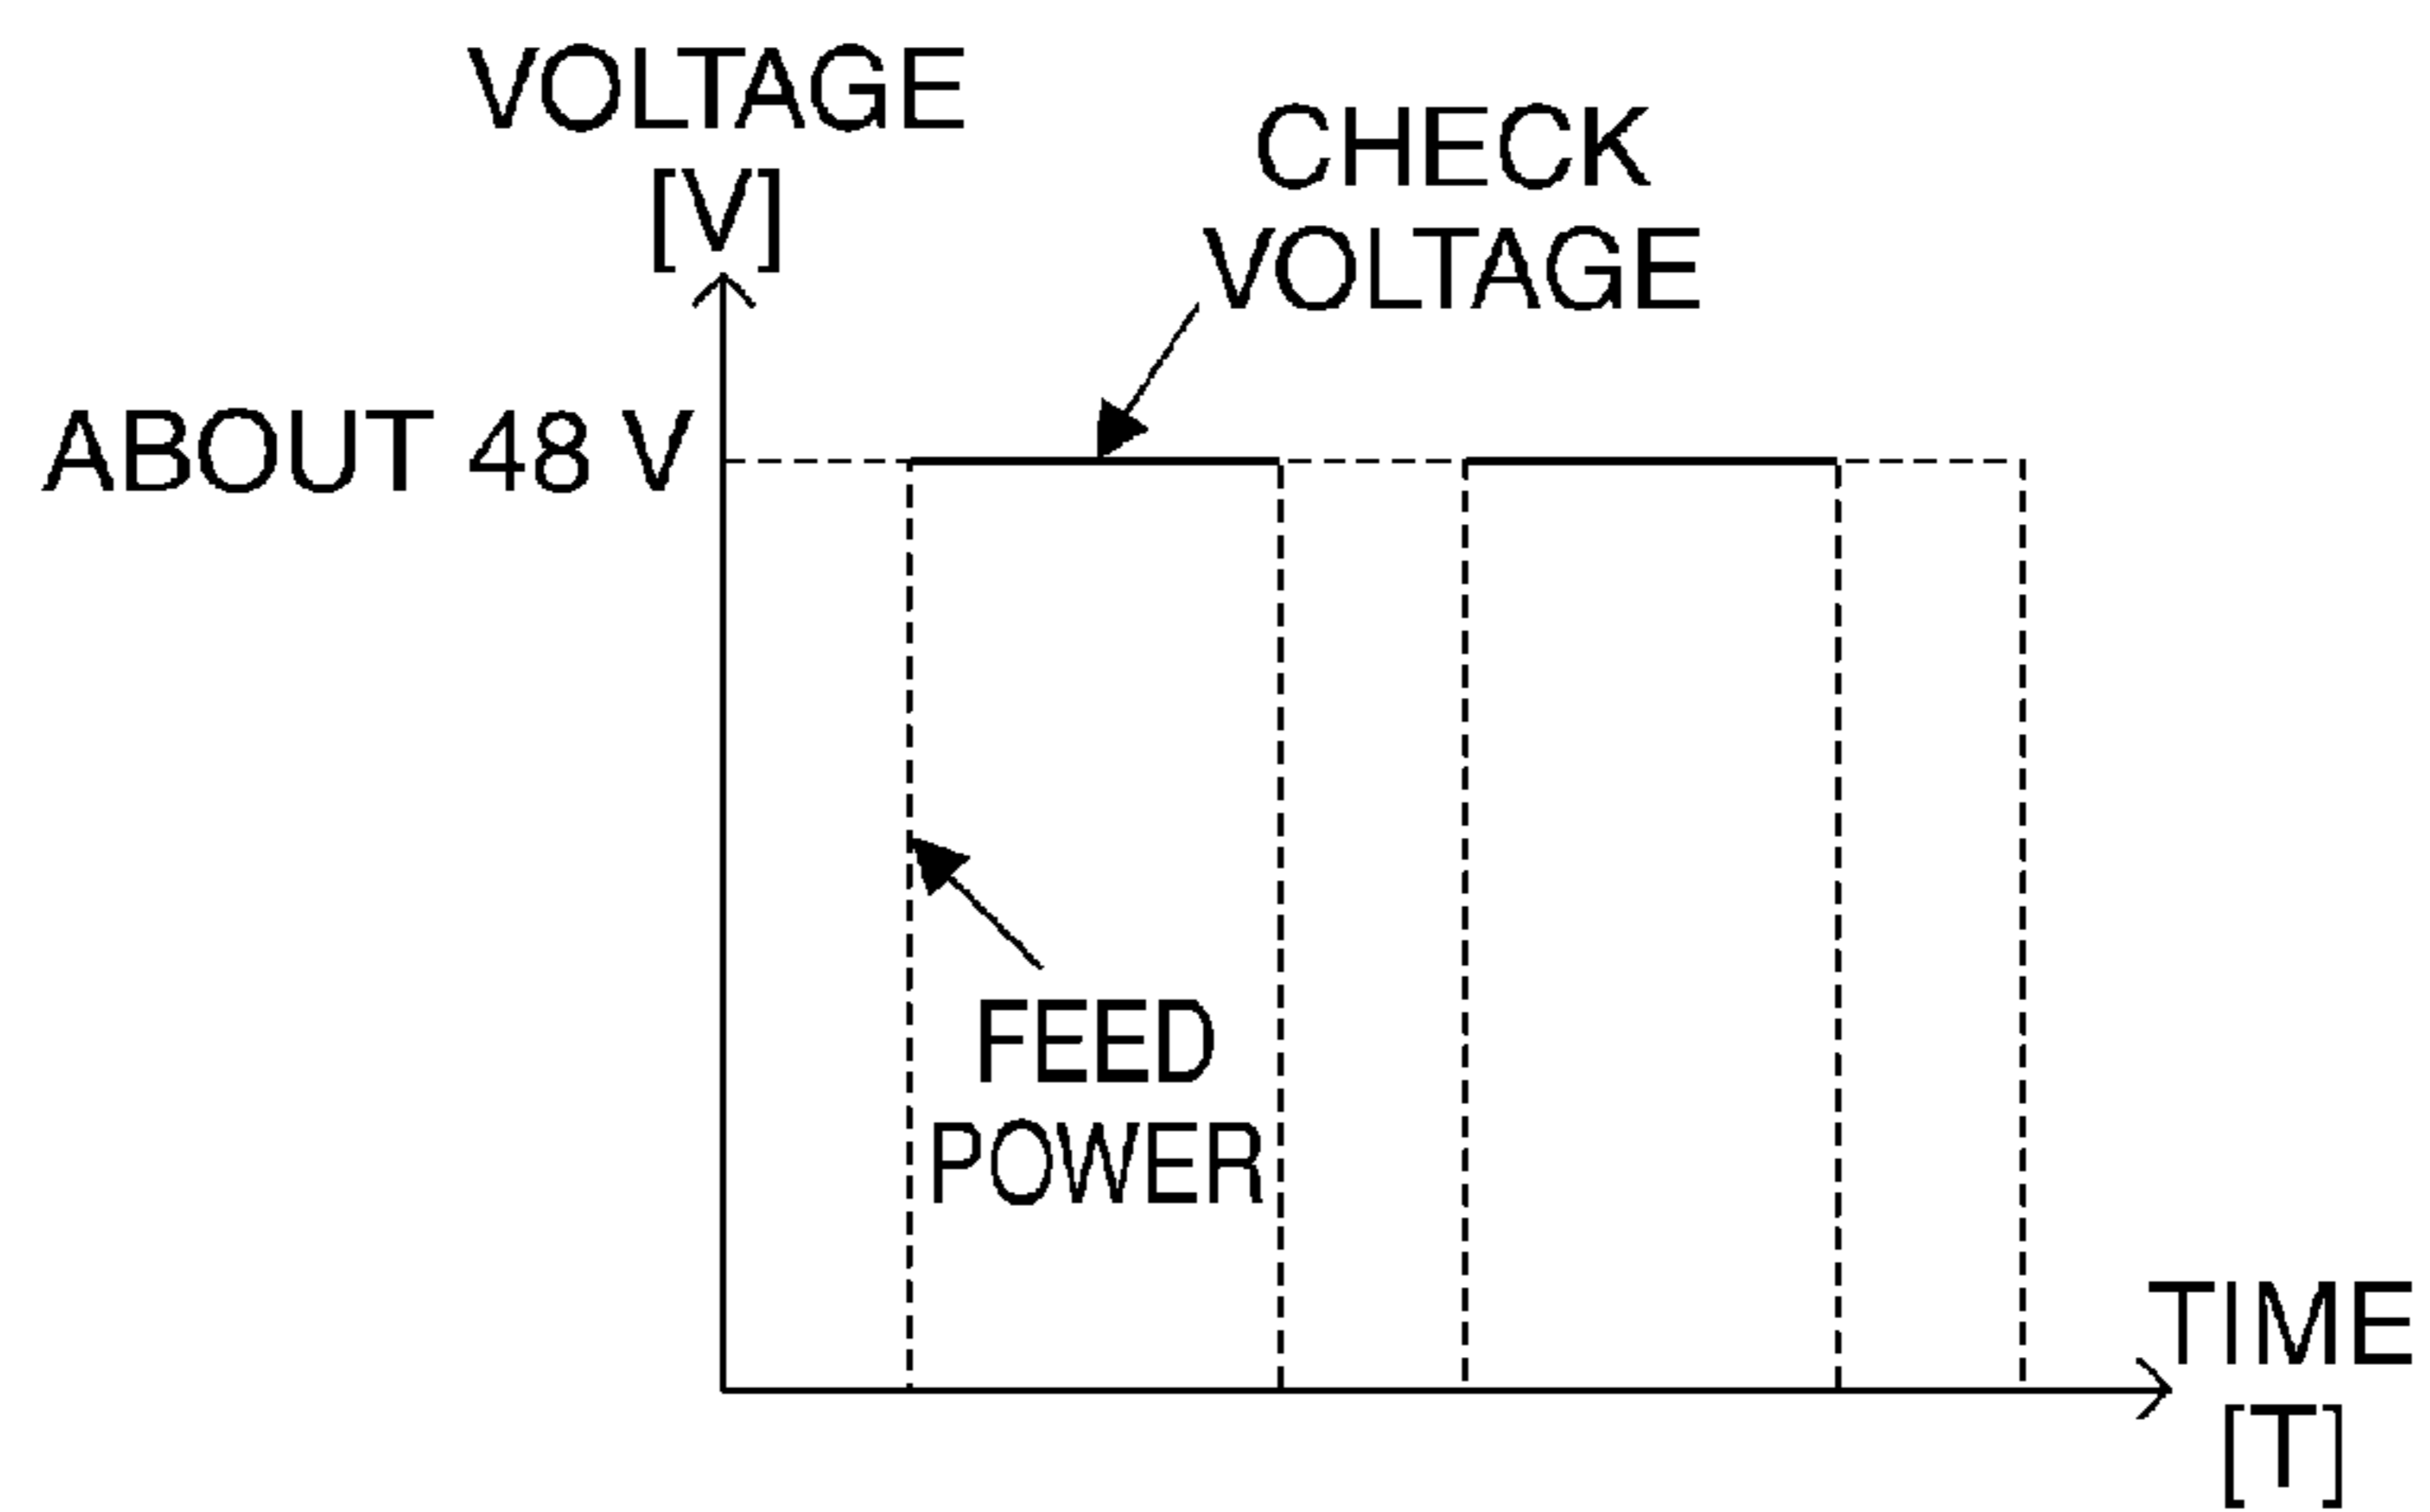 VOLTAGE
[V]
CHECK
VOLTAGE
ABOUT 48 V
FEED
POWER
TIME
[T]